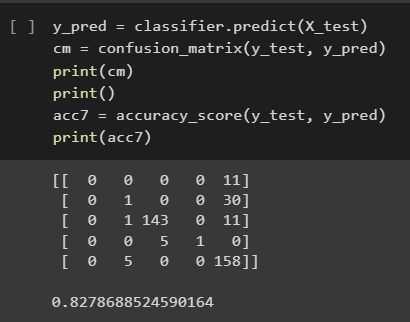 [ ] y_pred = classifier.predict(X_test)
cm = confusion_matrix(y_test, y_pred)
print(cm)
print()
acc7 = accuracy_score(y_test, y_pred)
print(acc7)
[[  0   0   0   0  11]
 [  0   1   0   0  30]
 [  0   1 143   0  11]
 [  0   0   5   1   0]
 [  0   5   0   0 158]]
0.8278688524590164